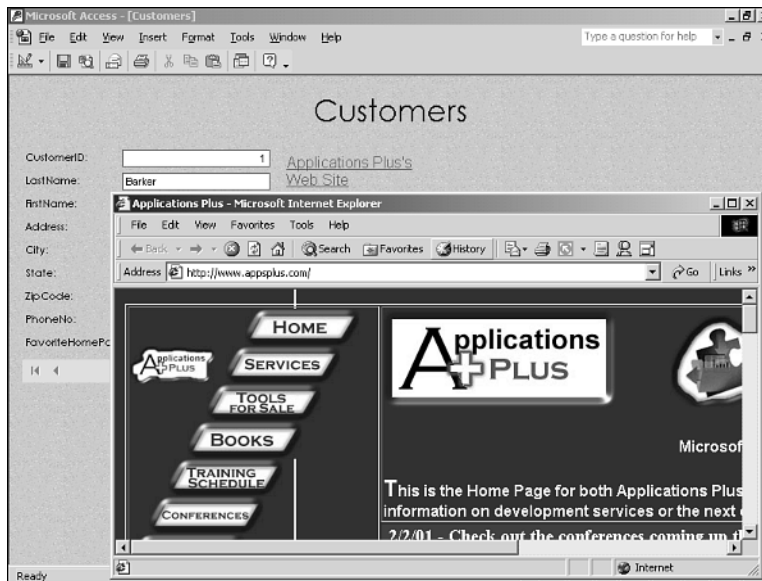 Microsoft Access - [Customers]
File Edit View Insert Format Tools Window Help
Type a question for help
Customers
CustomerID: 1
Applications Plus's
Web Site
LastName: Barker
FirstName:
Address:
City:
State:
ZipCode:
PhoneNo:
FavoriteHomePa
Applications Plus - Microsoft Internet Explorer
File Edit View Favorites Tools Help
Back Search Favorites History
Address http://www.appsplus.com/ Go Links »
HOME
SERVICES
TOOLS
FOR SALE
BOOKS
TRAINING
SCHEDULE
CONFERENCES
Applications
PLUS
Applications
PLUS
Microsof
This is the Home Page for both Applications Plus
information on development services or the next
2/2/01 - Check out the conferences coming up th
Internet
Ready